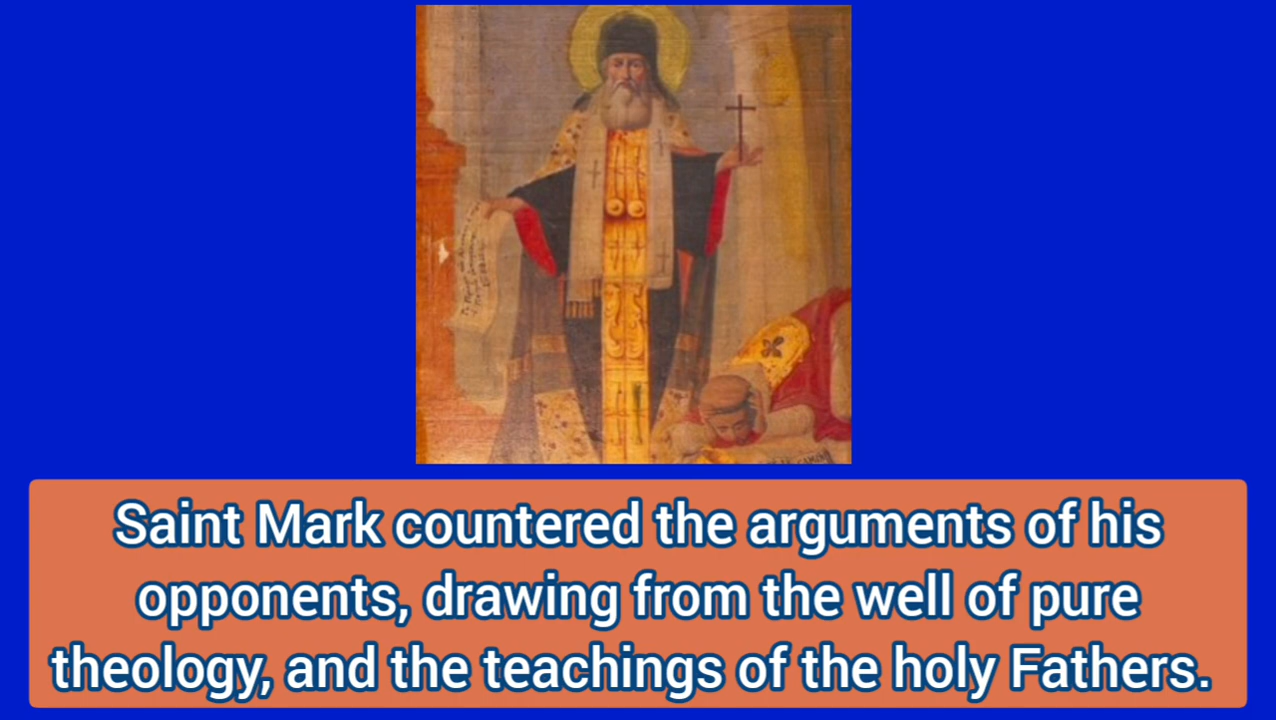 Saint Mark countered the arguments of his
opponents, drawing from the well of pure
theology, and the teachings of the holy Fathers.